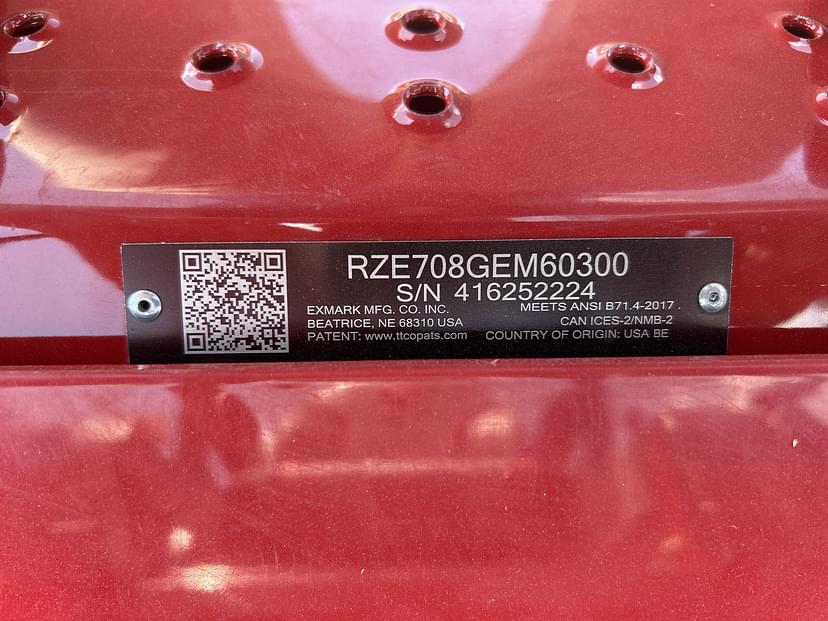 RZE708GEM60300
S/N 416252224
EXMARK MFG. CO. INC. MEETS ANSI B71.4-2017
BEATRICE, NE 68310 USA CAN ICES-2/NMB-2
PATENT: www.ttcopats.com COUNTRY OF ORIGIN: USA BE